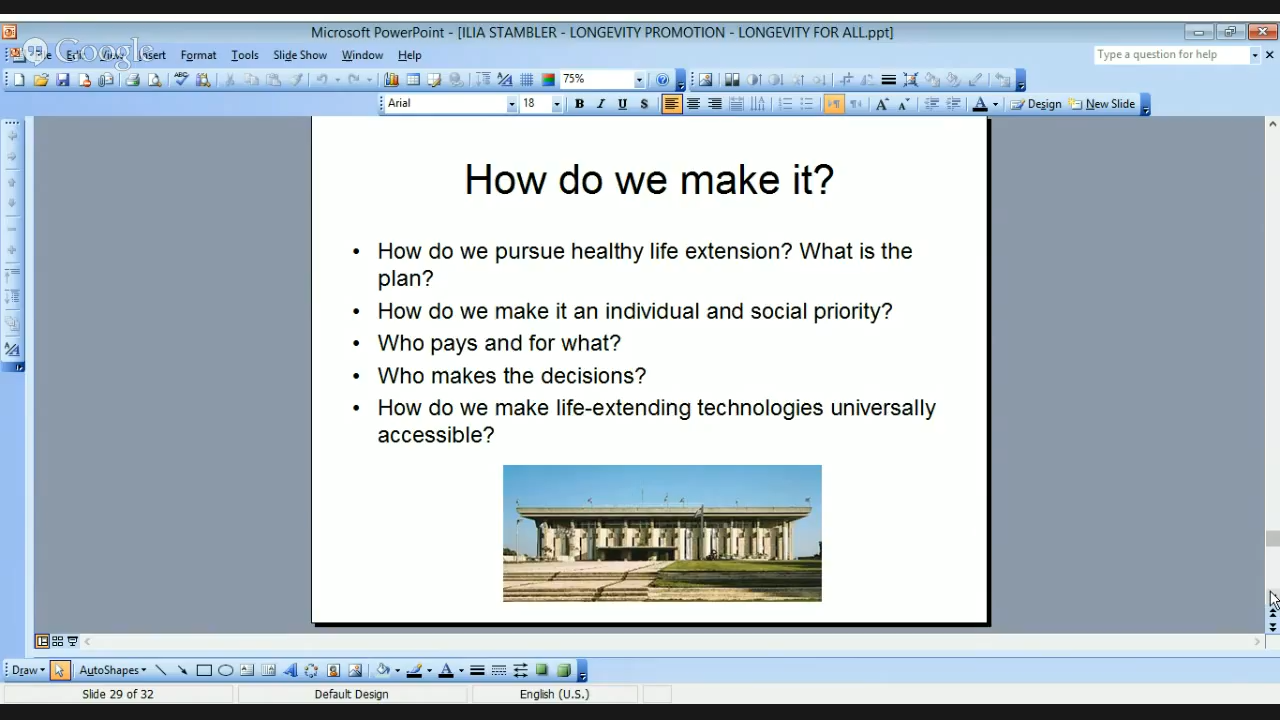 Microsoft PowerPoint - [ILIA STAMBLER - LONGEVITY PROMOTION - LONGEVITY FOR ALL.ppt]
Google
Insert Format Tools Slide Show Window Help
Type a question for help
75%
Arial 18 B I U S A A A Design New Slide
How do we make it?
• How do we pursue healthy life extension? What is the
plan?
• How do we make it an individual and social priority?
• Who pays and for what?
• Who makes the decisions?
• How do we make life-extending technologies universally
accessible?
Draw AutoShapes A A
Slide 29 of 32 Default Design English (U.S.)